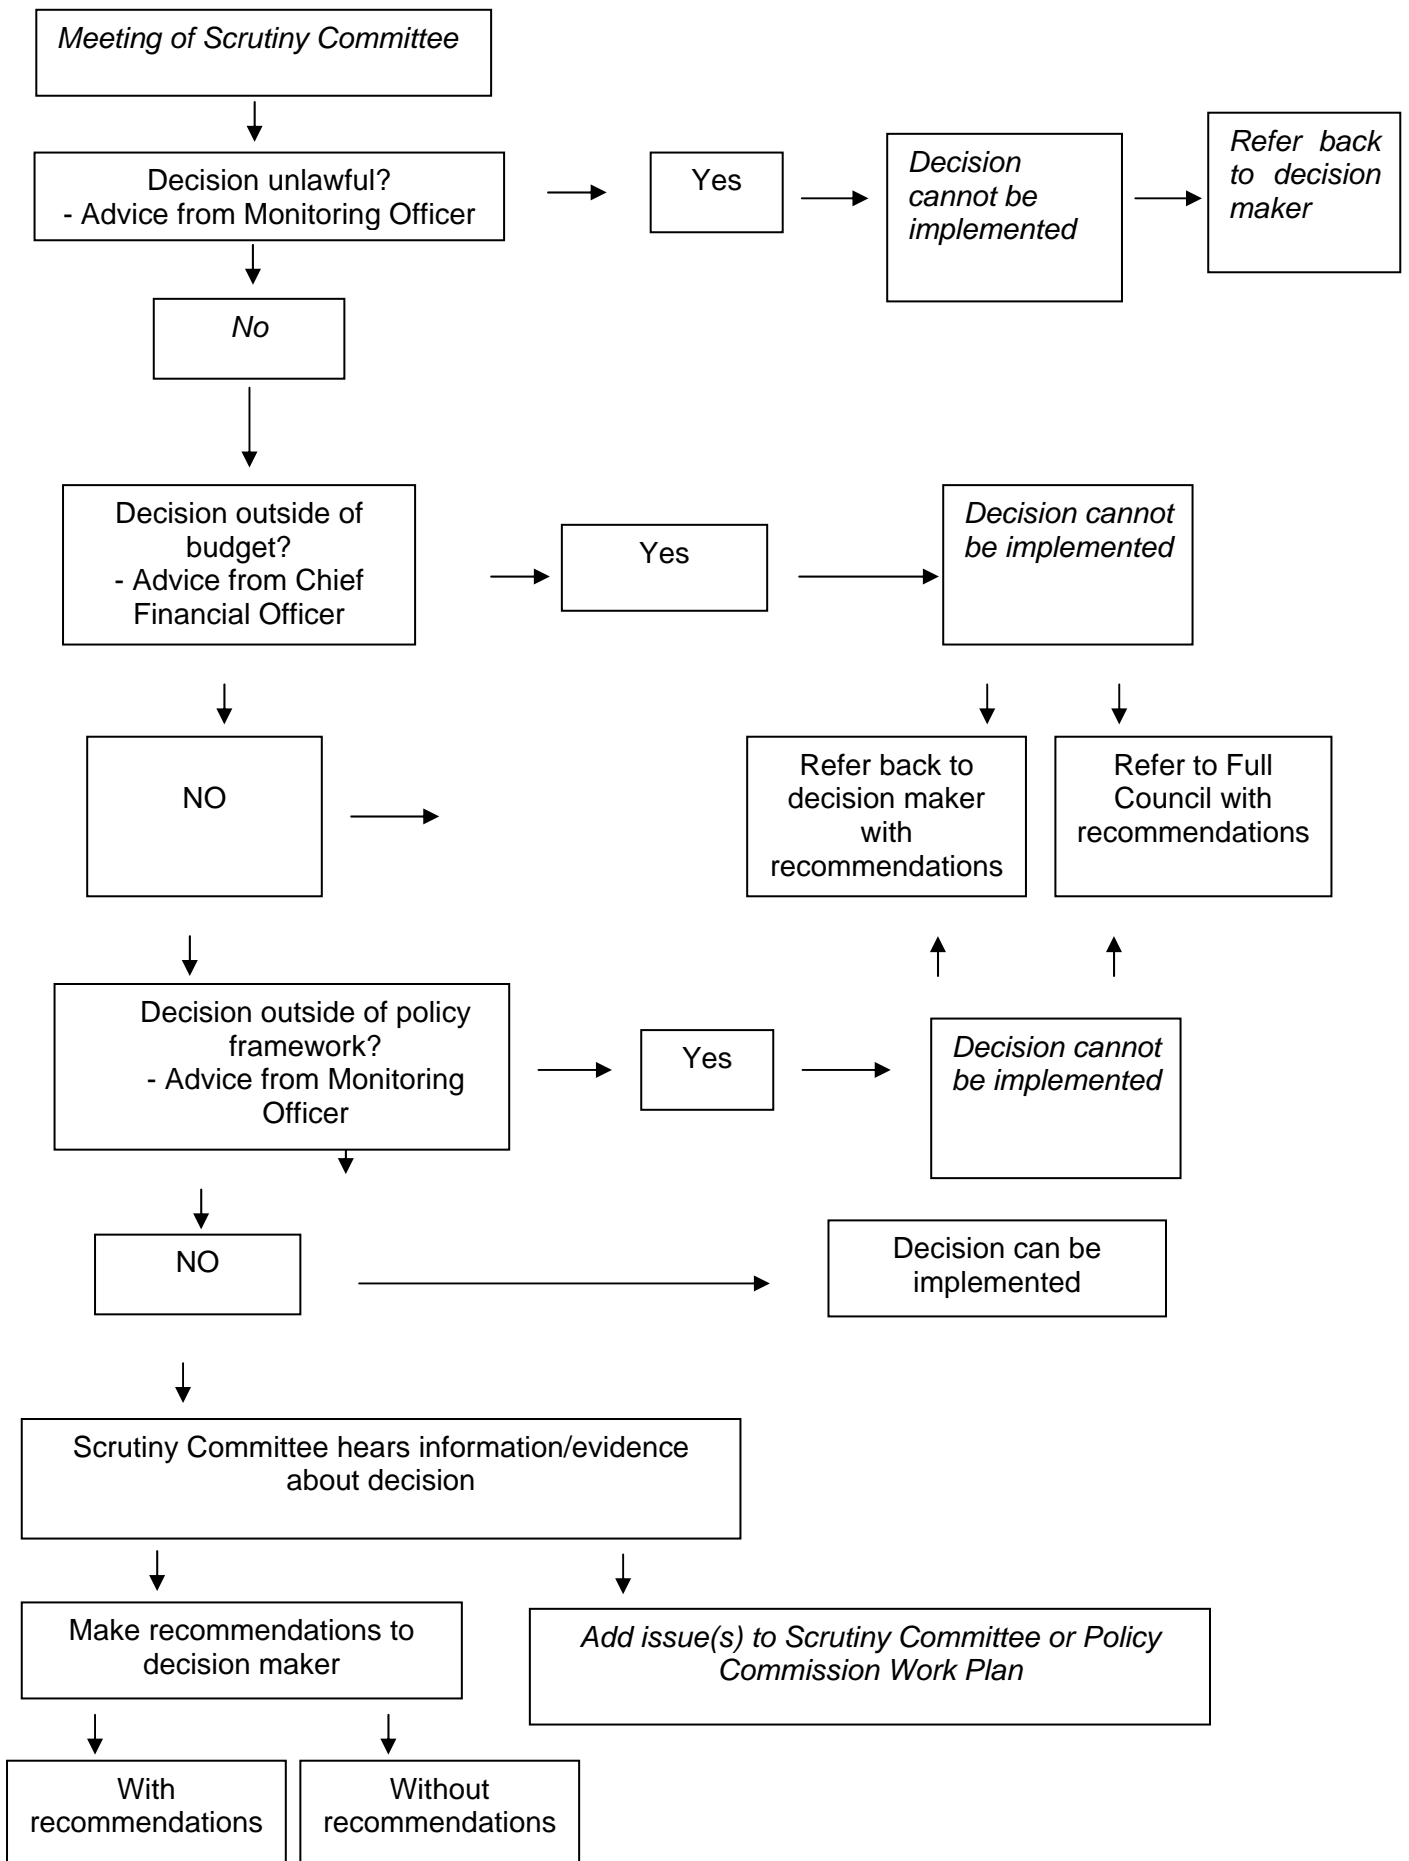 Meeting of Scrutiny Committee
Decision unlawful?
- Advice from Monitoring Officer
Yes
Decision
cannot be
implemented
Refer back
to decision
maker
No
Decision outside of
budget?
- Advice from Chief
Financial Officer
Yes
Decision cannot
be implemented
NO
Refer back to
decision maker
with
recommendations
Refer to Full
Council with
recommendations
Decision outside of policy
framework?
- Advice from Monitoring
Officer
Yes
Decision cannot
be implemented
NO
Decision can be
implemented
Scrutiny Committee hears information/evidence
about decision
Make recommendations to
decision maker
Add issue(s) to Scrutiny Committee or Policy
Commission Work Plan
With
recommendations
Without
recommendations